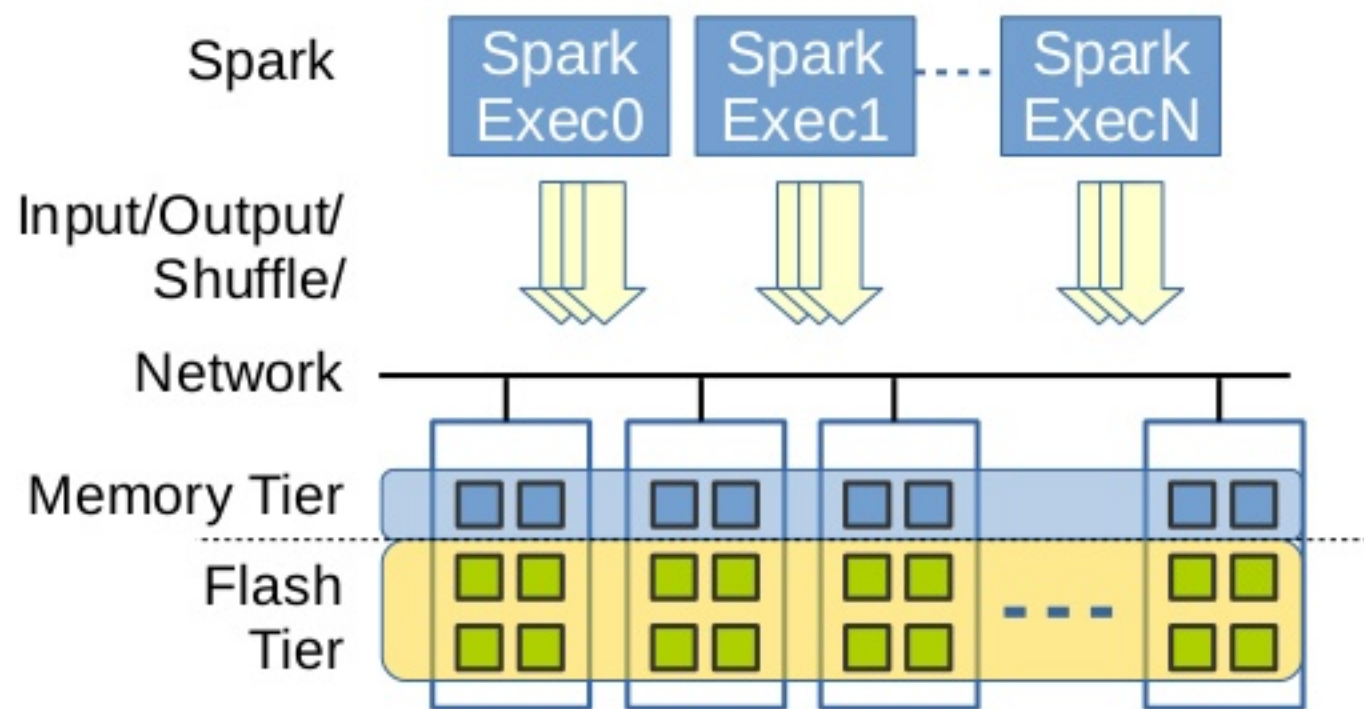 Spark
Spark
Exec0
Spark
Exec1
Spark
ExecN
Input/Output/
Shuffle/
Network
Memory Tier
Flash
Tier